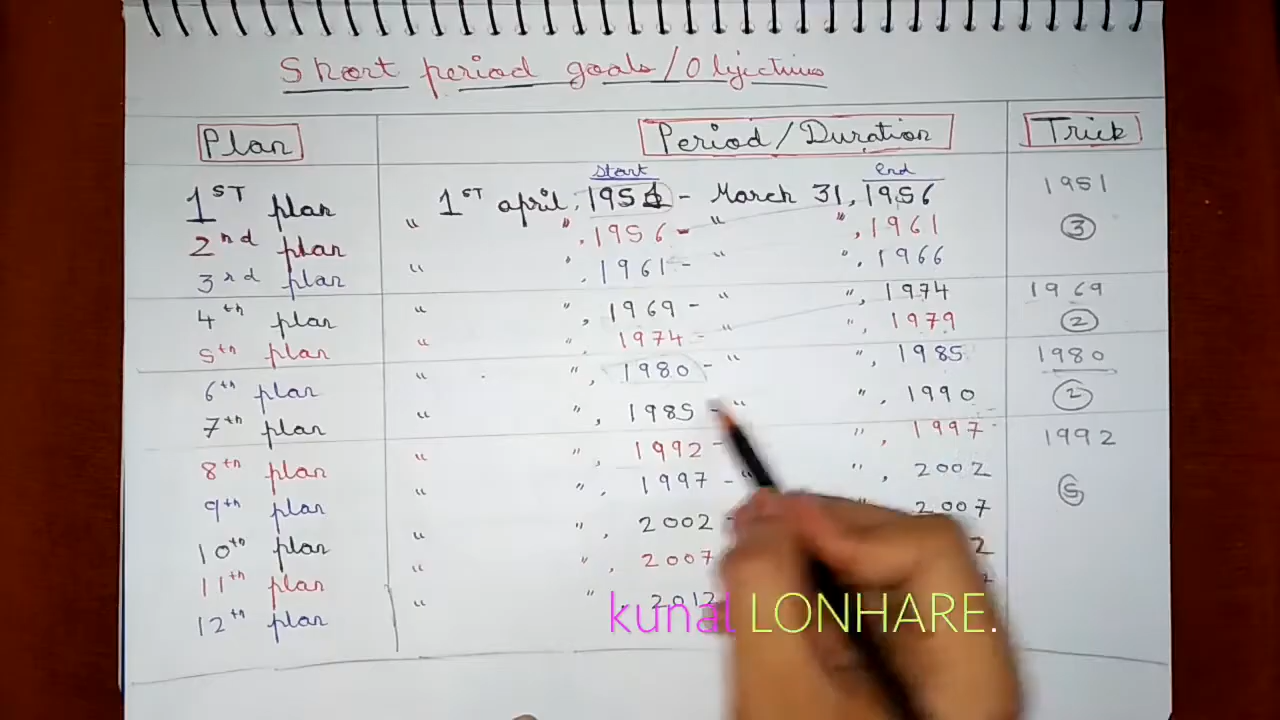 Short period goals/Objectives
Plan Period/Duration Trick
start end
1ST plan 1ST april, 1951 - March 31, 1956 1951
2nd plan " ", 1956 - " ", 1961 3
3rd plan " ", 1961 - " ", 1966
4th plan " ", 1969 - " ", 1974 1969
5th plan " ", 1974 - " ", 1979 2
6th plan " ", 1980 - " ", 1985 1980
7th plan " ", 1985 - " ", 1990 2
8th plan " ", 1992 - ", 1997 1992
9th plan " ", 1997 - " ", 2002 5
10th plan " ", 2002 - 2007
11th plan " ", 2007 2
12th plan " ", 2012
kunal LONHARE.